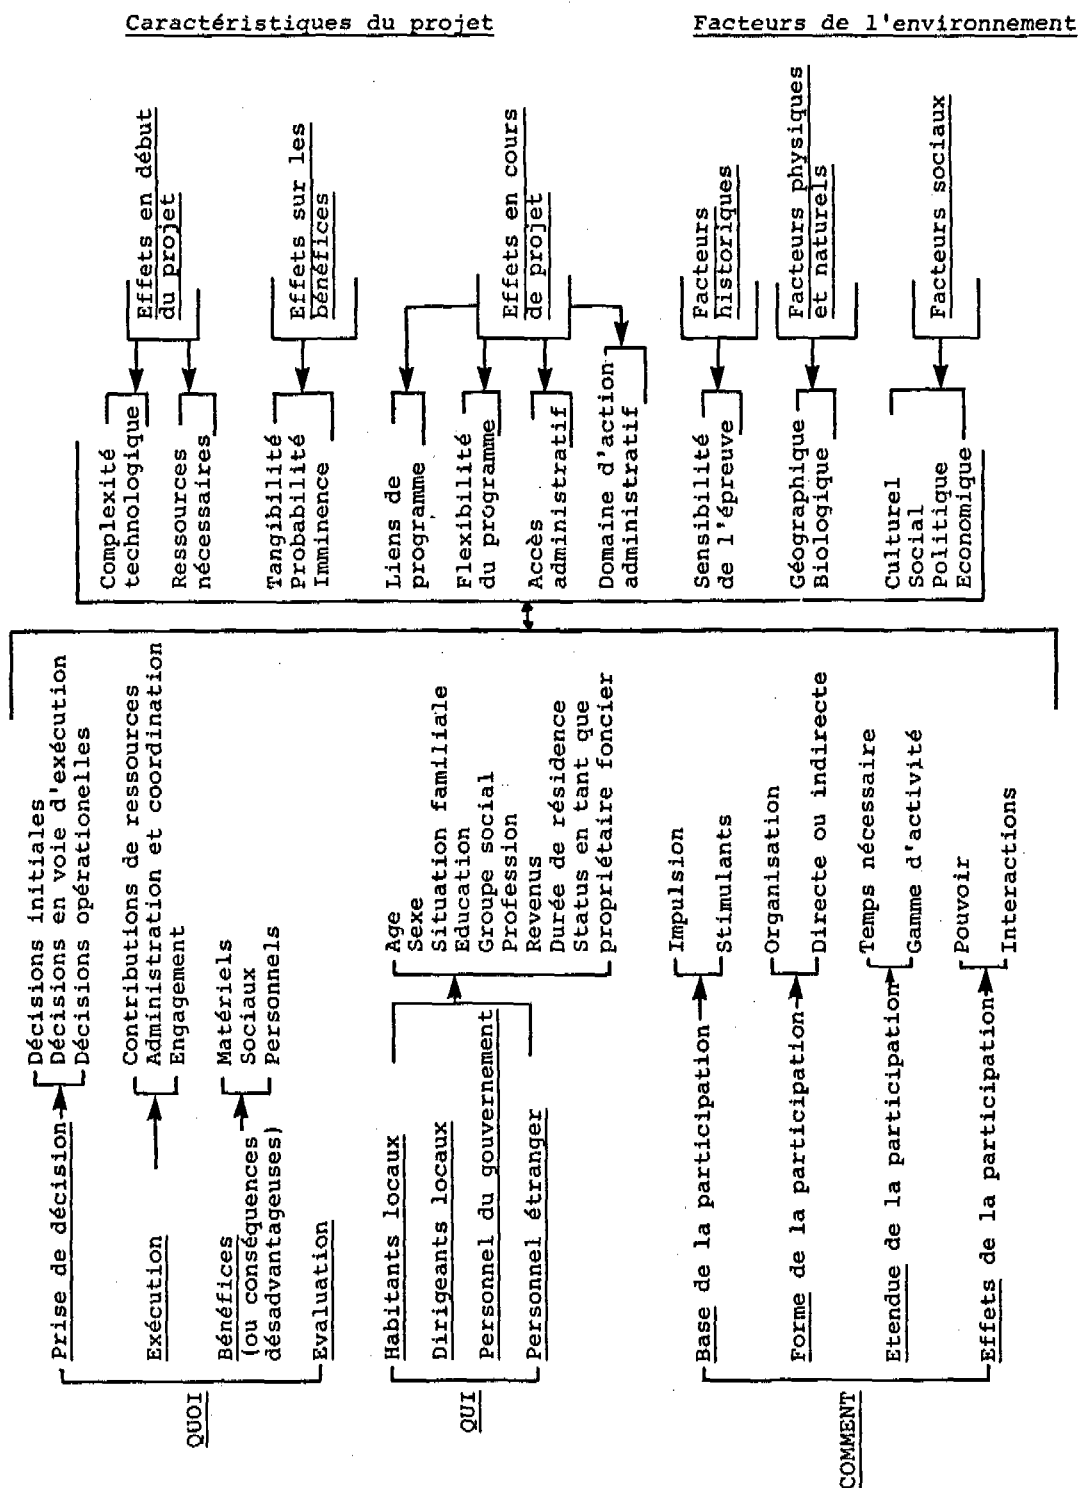 Caractéristiques du projet
Facteurs de l'environnement
QUOI
Prise de décision
Décisions initiales
Décisions en voie d'exécution
Décisions opérationelles
Exécution
Contributions de ressources
Administration et coordination
Engagement
Bénéfices
(ou conséquences
désavantageuses)
Matériels
Sociaux
Personnels
Evaluation
QUI
Habitants locaux
Dirigeants locaux
Personnel du gouvernement
Personnel étranger
Age
Sexe
Situation familiale
Education
Groupe social
Profession
Revenus
Durée de résidence
Status en tant que
propriétaire foncier
COMMENT
Base de la participation
Impulsion
Stimulants
Forme de la participation
Organisation
Directe ou indirecte
Etendue de la participation
Temps nécessaire
Gamme d'activité
Effets de la participation
Pouvoir
Interactions
Complexité
technologique
Ressources
nécessaires
Effets en début
du projet
Tangibilité
Probabilité
Imminence
Effets sur les
bénéfices
Liens de
programme
Flexibilité
du programme
Accès
administratif
Domaine d'action
administratif
Effets en cours
de projet
Sensibilité
de l'épreuve
Facteurs
historiques
Géographique
Biologique
Facteurs physiques
et naturels
Culturel
Social
Politique
Economique
Facteurs sociaux